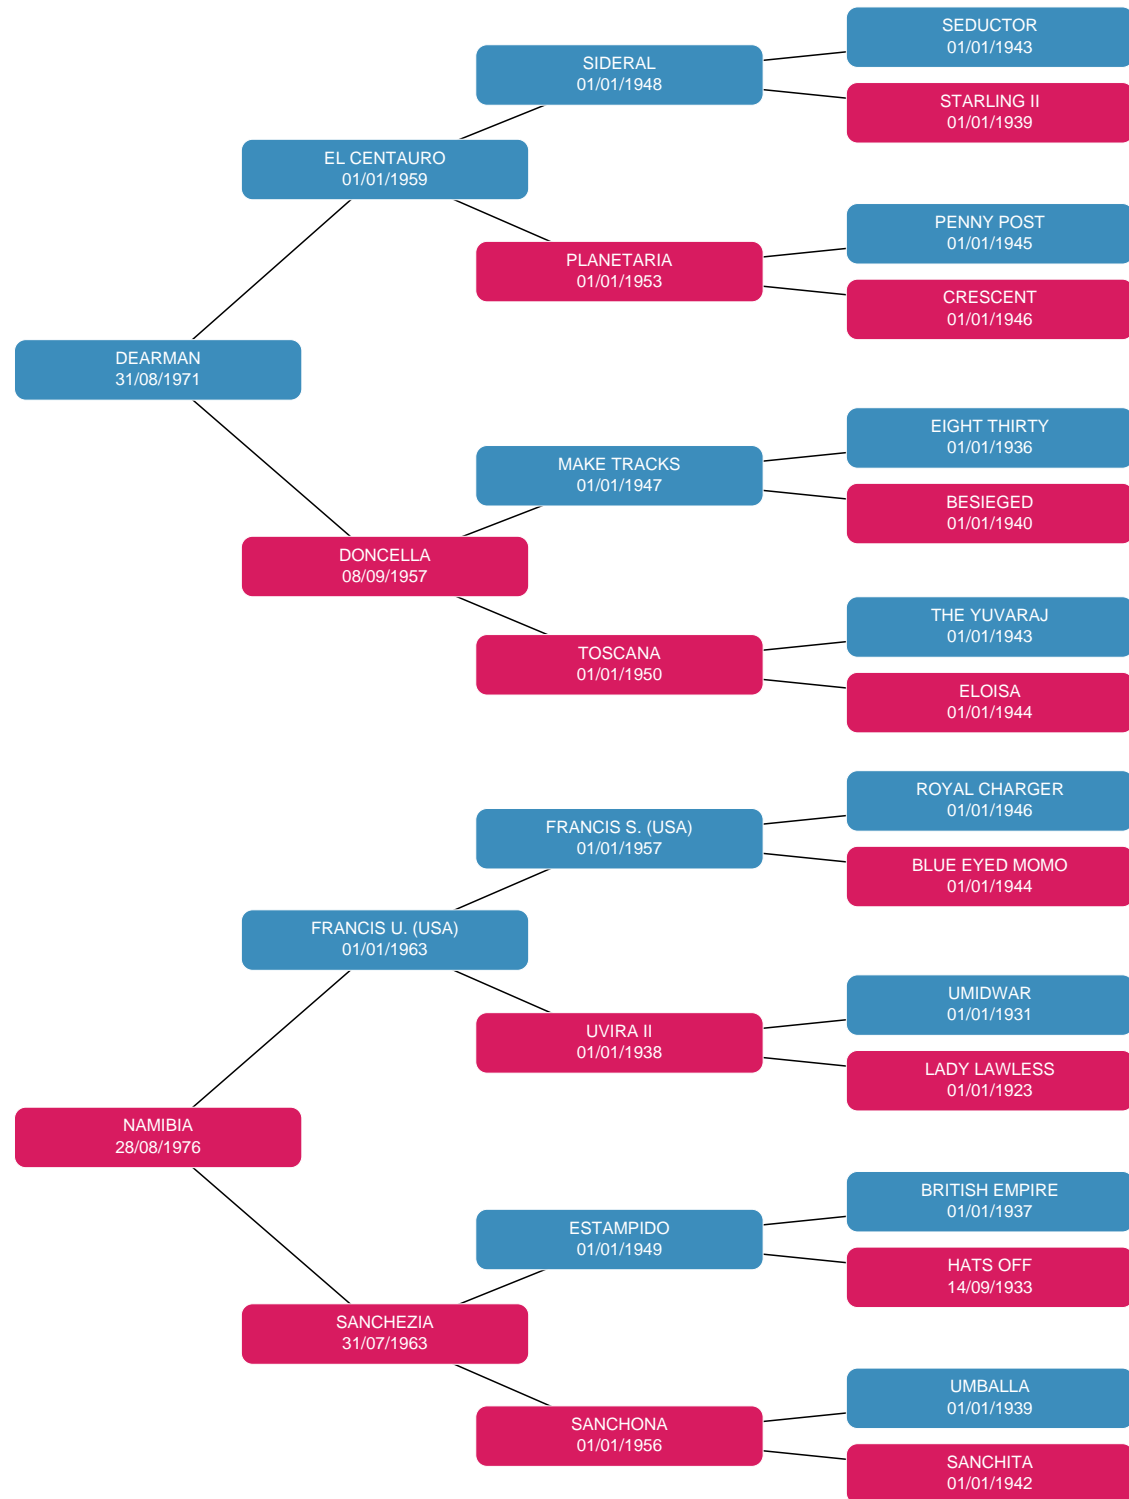 SEDUCTOR
01/01/1943
SIDERAL
01/01/1948
STARLING II
01/01/1939
EL CENTAURO
01/01/1959
PENNY POST
01/01/1945
PLANETARIA
01/01/1953
CRESCENT
01/01/1946
DEARMAN
31/08/1971
EIGHT THIRTY
01/01/1936
MAKE TRACKS
01/01/1947
BESIEGED
01/01/1940
DONCELLA
08/09/1957
THE YUVARAJ
01/01/1943
TOSCANA
01/01/1950
ELOISA
01/01/1944
ROYAL CHARGER
01/01/1946
FRANCIS S. (USA)
01/01/1957
BLUE EYED MOMO
01/01/1944
FRANCIS U. (USA)
01/01/1963
UMIDWAR
01/01/1931
UVIRA II
01/01/1938
LADY LAWLESS
01/01/1923
NAMIBIA
28/08/1976
BRITISH EMPIRE
01/01/1937
ESTAMPIDO
01/01/1949
HATS OFF
14/09/1933
SANCHEZIA
31/07/1963
UMBALLA
01/01/1939
SANCHONA
01/01/1956
SANCHITA
01/01/1942